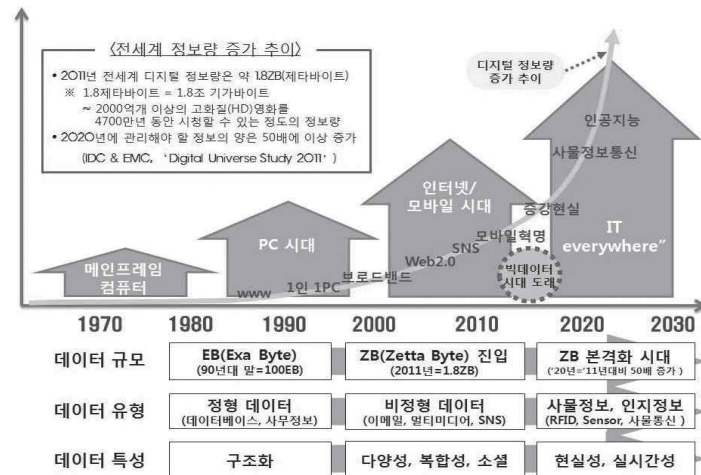 〈전세계 정보량 증가 추이〉
• 2011년 전세계 디지털 정보량은 약 1.8ZB(제타바이트)
※ 1.8제타바이트 = 1.8조 기가바이트
~ 2000억개 이상의 고화질(HD)영화를
4700만년 동안 시청할 수 있는 정도의 정보량
• 2020년에 관리해야 할 정보의 양은 50배에 이상 증가
(IDC & EMC, ‘Digital Universe Study 2011’ )
디지털 정보량
증가 추이
인공지능
사물정보통신
증강현실
모바일혁명
SNS
Web2.0
브로드밴드
1인 1PC
www
메인프레임
컴퓨터
PC 시대
인터넷/
모바일 시대
IT
everywhere”
빅데이터
시대 도래
1970 1980 1990 2000 2010 2020 2030
데이터 규모
EB(Exa Byte)
(90년대 말=100EB)
ZB(Zetta Byte) 진입
(2011년=1.8ZB)
ZB 본격화 시대
(‘20년=‘11년대비 50배 증가 )
데이터 유형
정형 데이터
(데이터베이스, 사무정보)
비정형 데이터
(이메일, 멀티미디어, SNS)
사물정보, 인지정보
(RFID, Sensor, 사물통신 )
데이터 특성
구조화
다양성, 복합성, 소셜
현실성, 실시간성